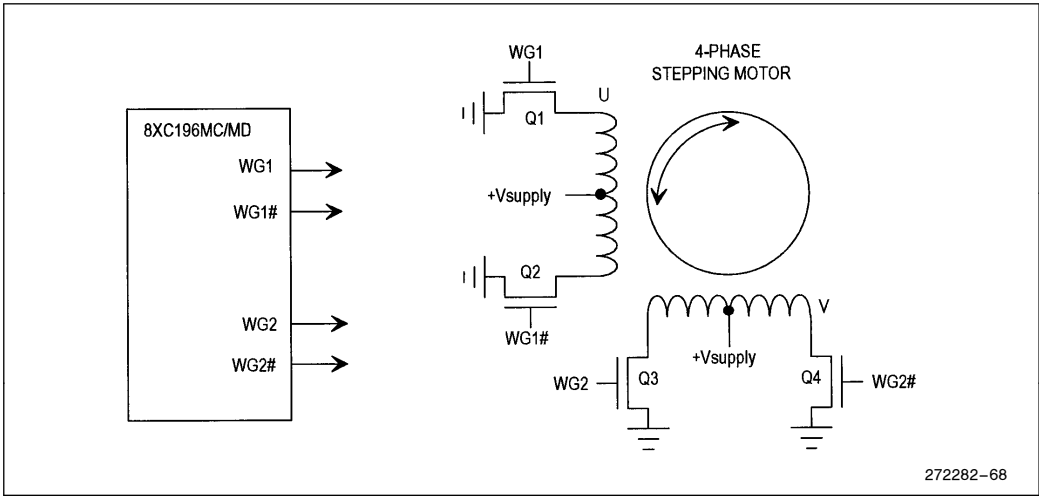 8XC196MC/MD
WG1
WG1#
WG2
WG2#
WG1
Q1
U
+Vsupply
Q2
WG1#
4-PHASE
STEPPING MOTOR
V
+Vsupply
WG2
Q3
Q4
WG2#
272282-68